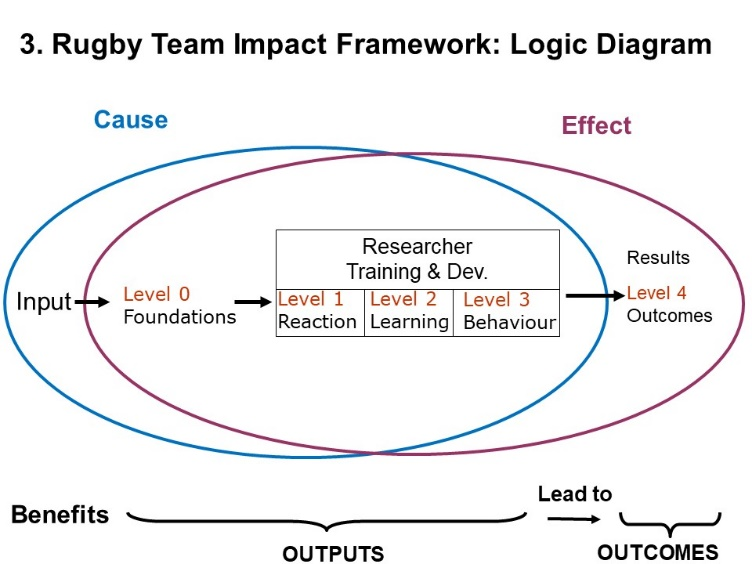 3. Rugby Team Impact Framework: Logic Diagram
Cause
Effect
Researcher
Training & Dev.
Results
Input
Level 0
Foundations
Level 1
Reaction
Level 2
Learning
Level 3
Behaviour
Level 4
Outcomes
Lead to
Benefits
OUTPUTS
OUTCOMES